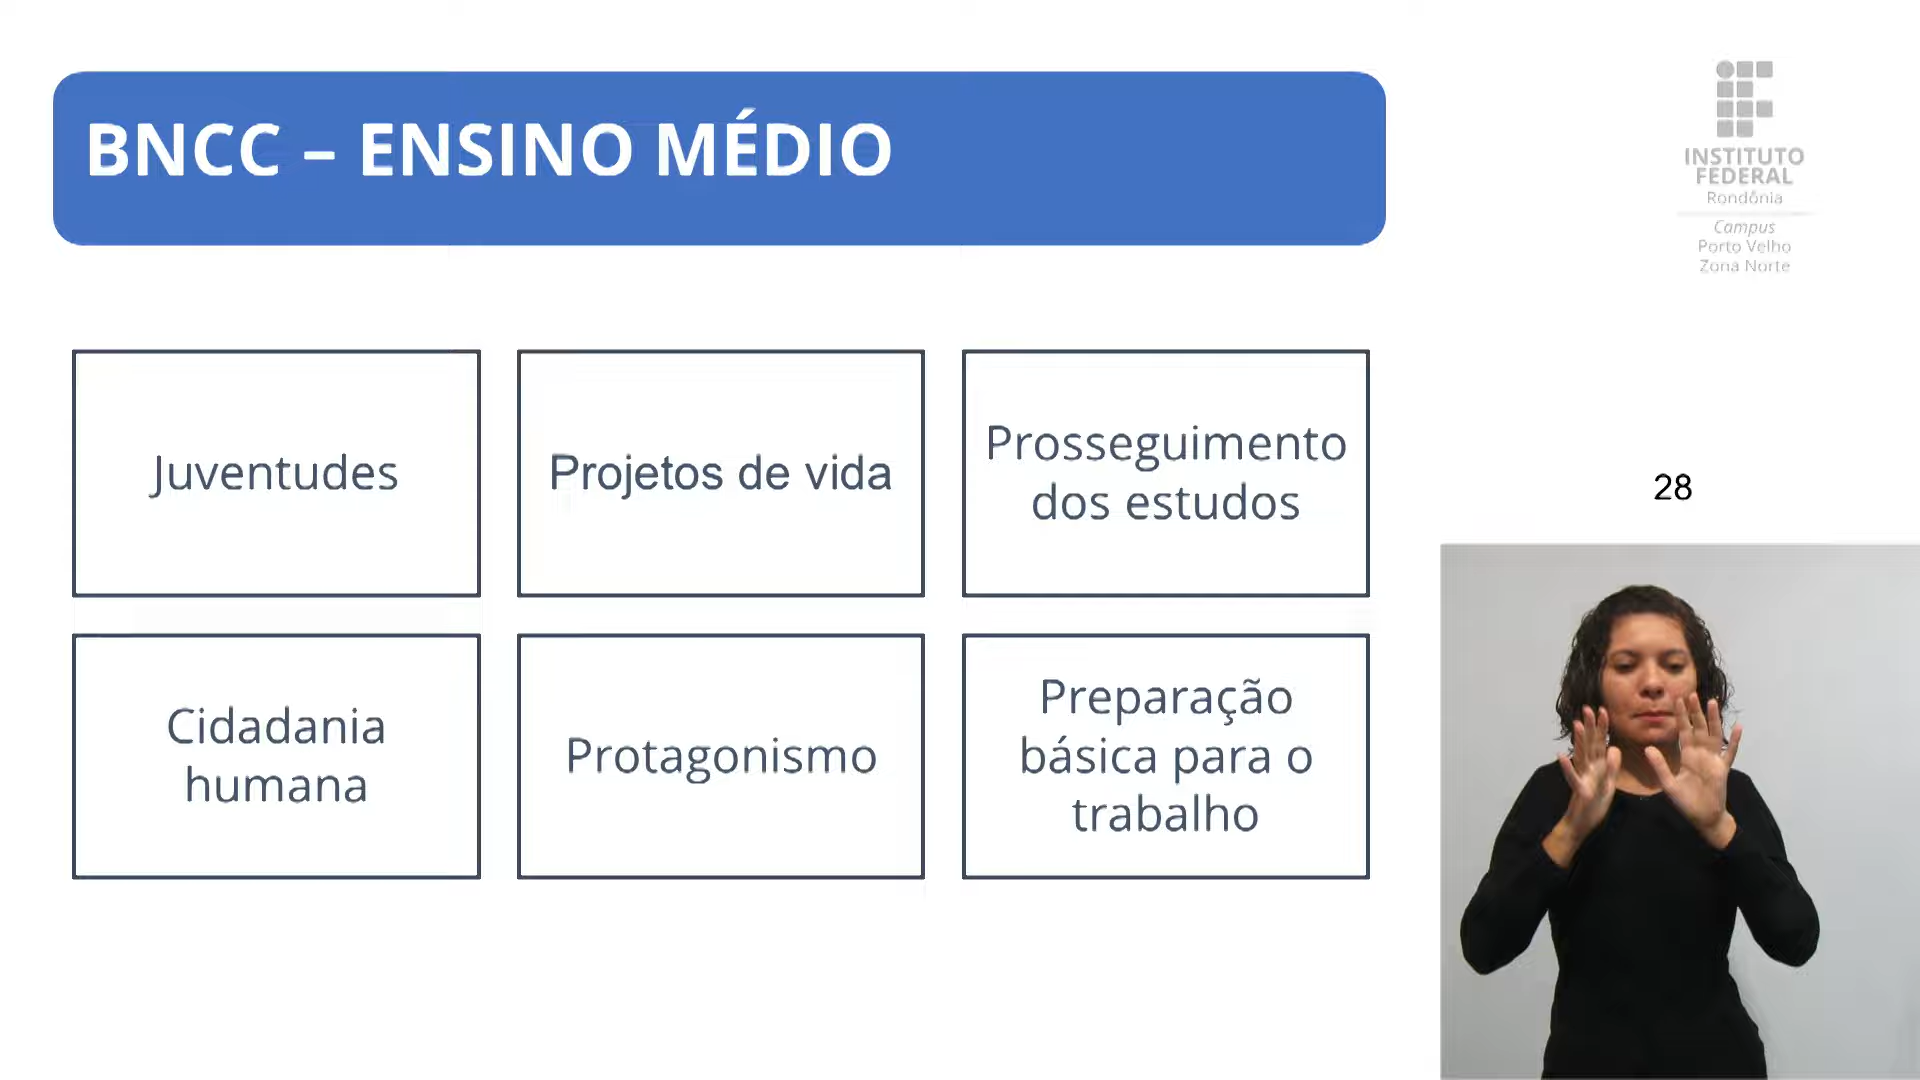 BNCC – ENSINO MÉDIO
INSTITUTO
FEDERAL
Rondônia
Campus
Porto Velho
Zona Norte
Juventudes
Projetos de vida
Prosseguimento
dos estudos
28
Cidadania
humana
Protagonismo
Preparação
básica para o
trabalho